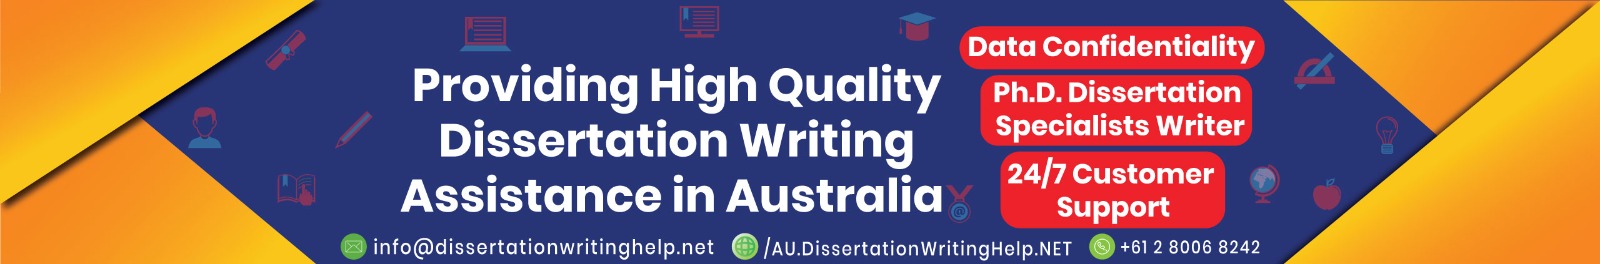 Providing High Quality
Dissertation Writing
Assistance in Australia
Data Confidentiality
Ph.D. Dissertation
Specialists Writer
24/7 Customer
Support
info@dissertationwritinghelp.net
/AU.DissertationWritingHelp.NET
+61 2 8006 8242